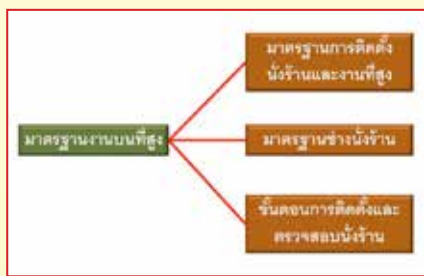 มาตรฐานงานบนที่สูง
มาตรฐานการติดตั้ง
นั่งร้านและงานที่สูง
มาตรฐานช่างนั่งร้าน
ขั้นตอนการติดตั้งและ
ตรวจสอบนั่งร้าน